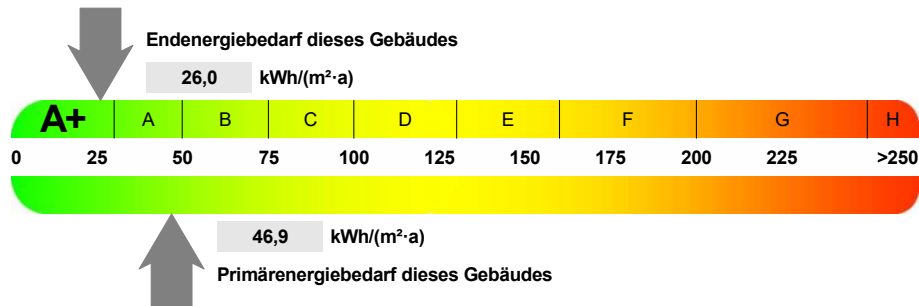 Endenergiebedarf dieses Gebäudes
26,0 kWh/(m²·a)
A+ A B C D E F G H
0 25 50 75 100 125 150 175 200 225 >250
46,9 kWh/(m²·a)
Primärenergiebedarf dieses Gebäudes